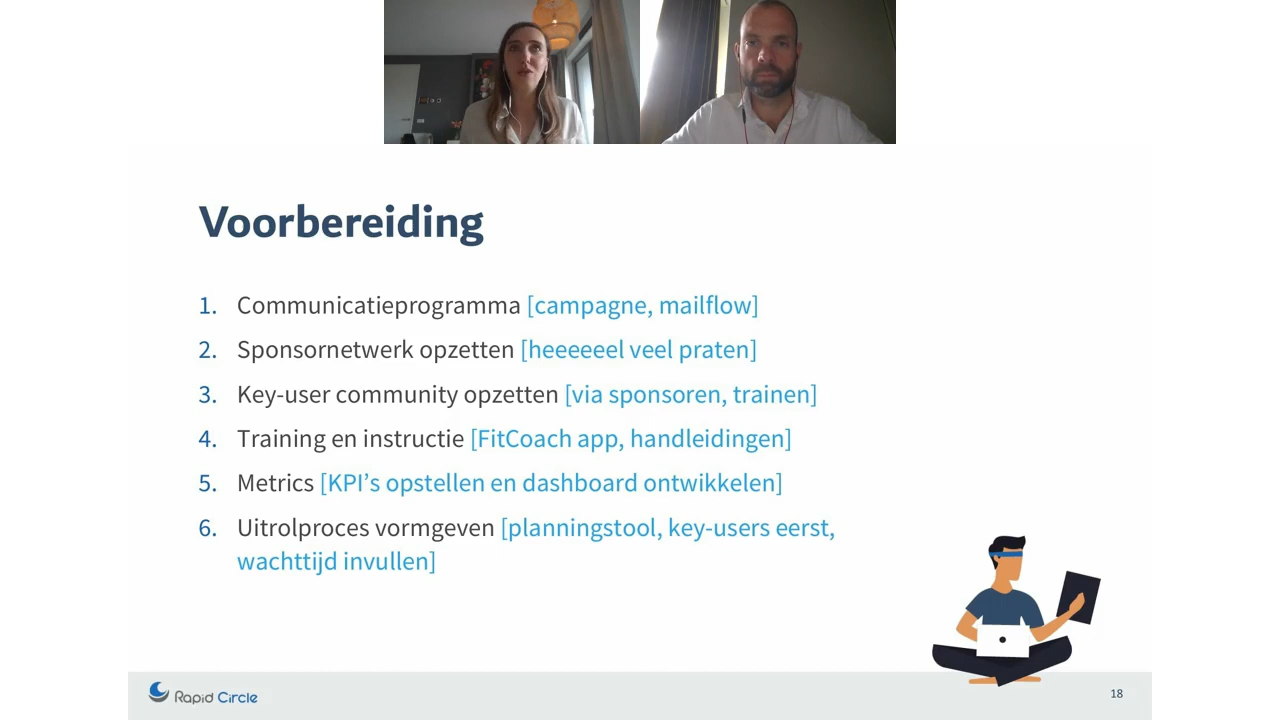 Voorbereiding
1. Communicatieprogramma [campagne, mailflow]
2. Sponsornetwerk opzetten [heeeeeel veel praten]
3. Key-user community opzetten [via sponsoren, trainen]
4. Training en instructie [FitCoach app, handleidingen]
5. Metrics [KPI’s opstellen en dashboard ontwikkelen]
6. Uitrolproces vormgeven [planningstool, key-users eerst,
wachttijd invullen]
Rapid Circle
18